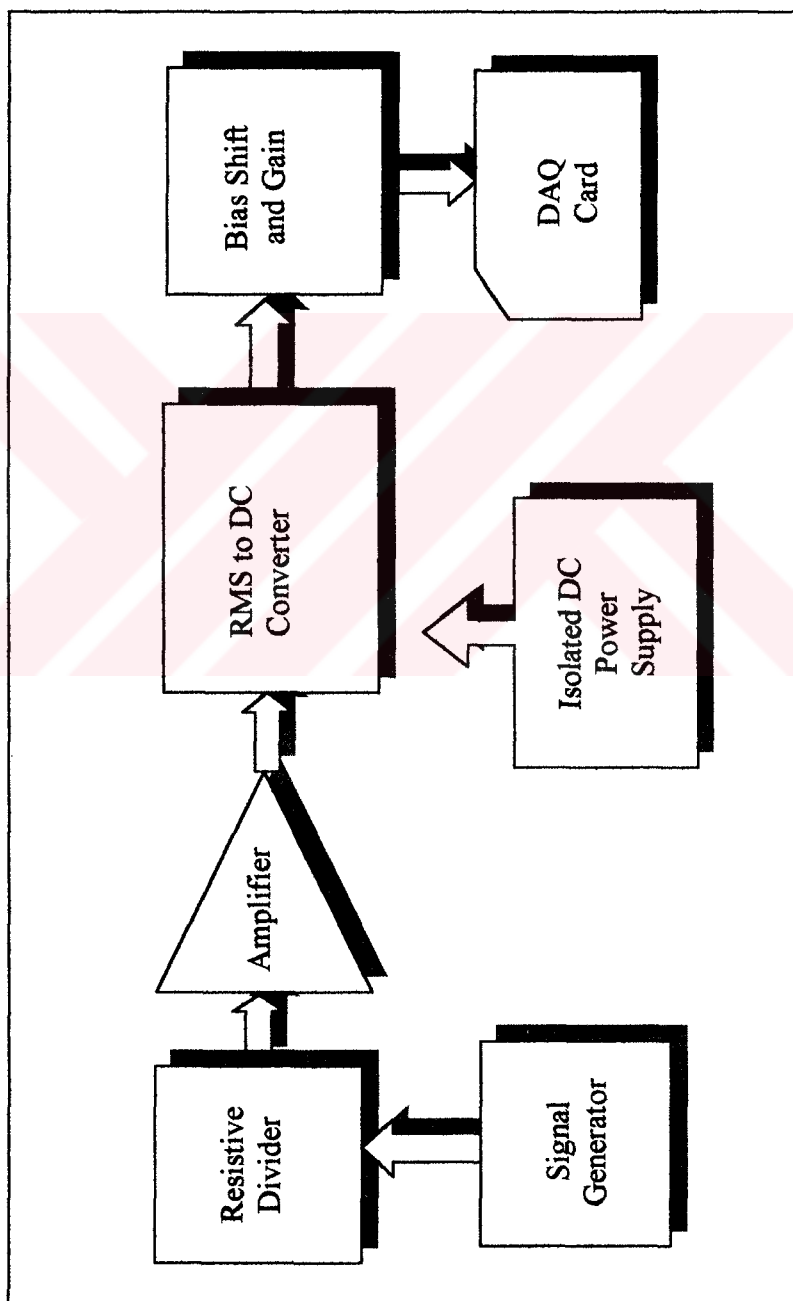 Signal
Generator
Resistive
Divider
Amplifier
RMS to DC
Converter
Isolated DC
Power
Supply
Bias Shift
and Gain
DAQ
Card